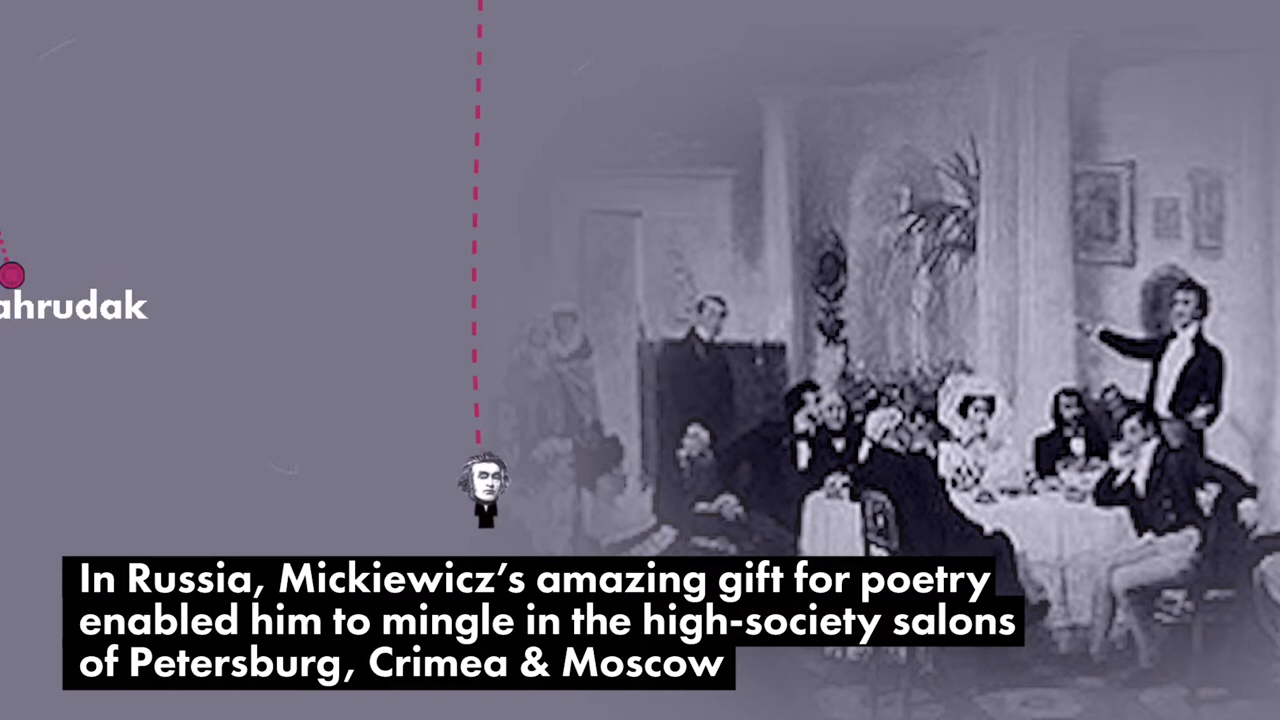 ahrudak
In Russia, Mickiewicz’s amazing gift for poetry
enabled him to mingle in the high-society salons
of Petersburg, Crimea & Moscow